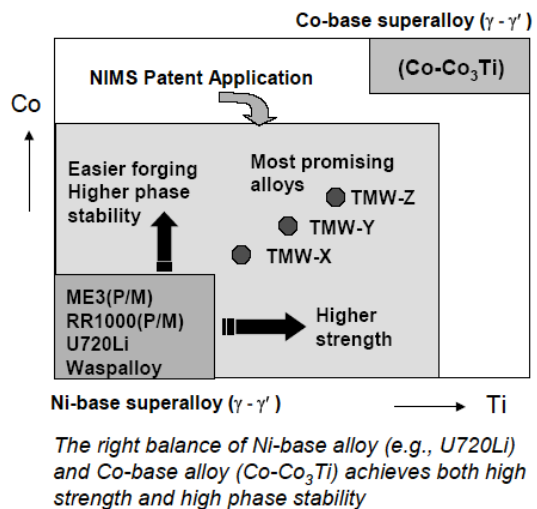 Co-base superalloy (γ - γ′)
(Co-Co₃Ti)
NIMS Patent Application
Co
Easier forging
Higher phase
stability
Most promising
alloys
TMW-Z
TMW-Y
TMW-X
ME3(P/M)
RR1000(P/M)
U720Li
Waspalloy
Higher
strength
Ni-base superalloy (γ - γ′)
Ti
The right balance of Ni-base alloy (e.g., U720Li)
and Co-base alloy (Co-Co₃Ti) achieves both high
strength and high phase stability